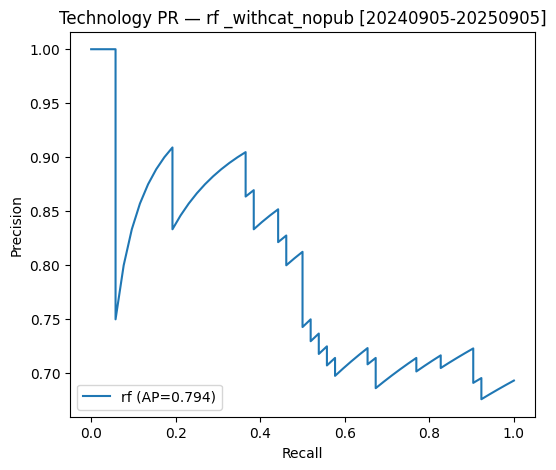 Technology PR — rf _withcat_nopub [20240905-20250905]
1.00
0.95
0.90
0.85
0.80
0.75
0.70
Precision
rf (AP=0.794)
0.0 0.2 0.4 0.6 0.8 1.0
Recall